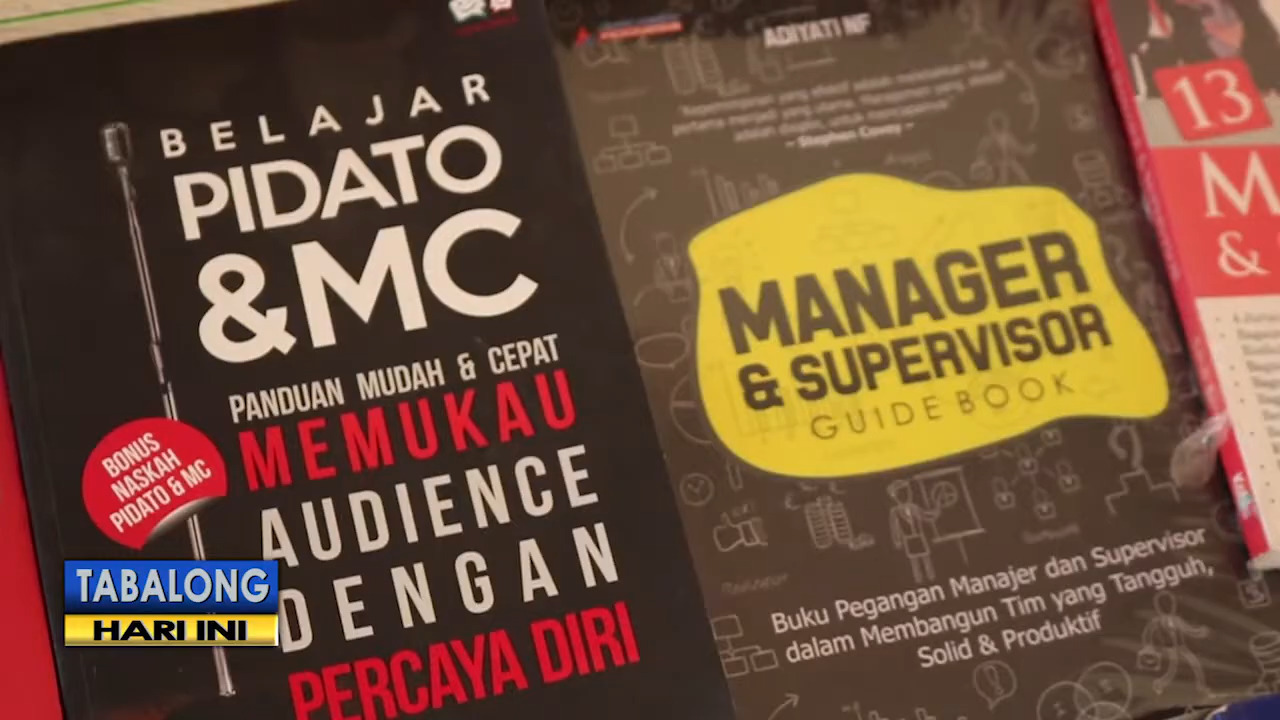 BELAJAR
PIDATO
&MC
PANDUAN MUDAH & CEPAT
MEMUKAU
AUDIENCE
DENGAN
PERCAYA DIRI
BONUS
NASKAH
PIDATO & MC
TABALONG
HARI INI
ADIYATI NF
~ Stephen Covey ~
MANAGER
& SUPERVISOR
GUIDE BOOK
Buku Pegangan Manajer dan Supervisor
dalam Membangun Tim yang Tangguh,
Solid & Produktif
13
M
&